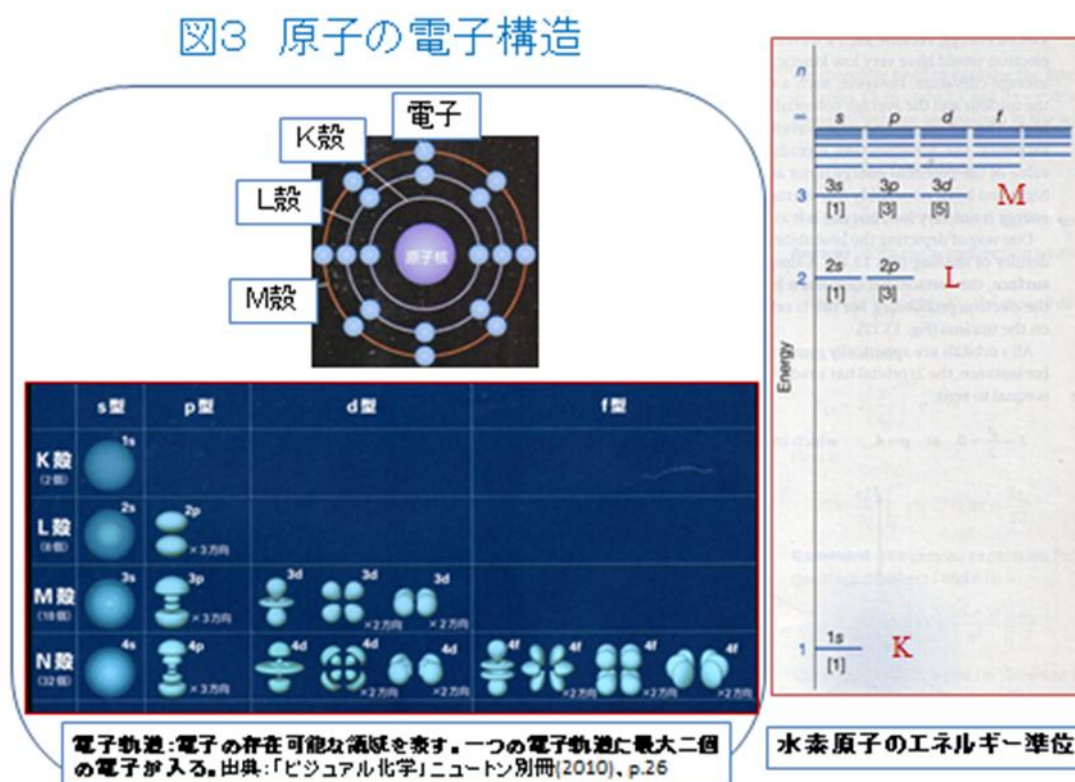 図3 原子の電子構造
電子
K殻
L殻
M殻
原子核
s型 p型 d型 f型
K殻
(2個)
1s
L殻
(8個)
2s
2p
×3方向
M殻
(18個)
3s
3p
×3方向
3d
3d
×2方向
3d
×2方向
N殻
(32個)
4s
4p
×3方向
4d
4d
×2方向
4d
×2方向
4f
4f
×2方向
4f
×2方向
4f
×2方向
電子軌道:電子の存在可能な領域を表す。一つの電子軌道に最大二個
の電子が入る。出典:「ビジュアル化学」ニュートン別冊(2010), p.26
n
∞
s p d f
3
3s 3p 3d M
[1] [3] [5]
2
2s 2p L
[1] [3]
Energy
1
1s K
[1]
水素原子のエネルギー準位